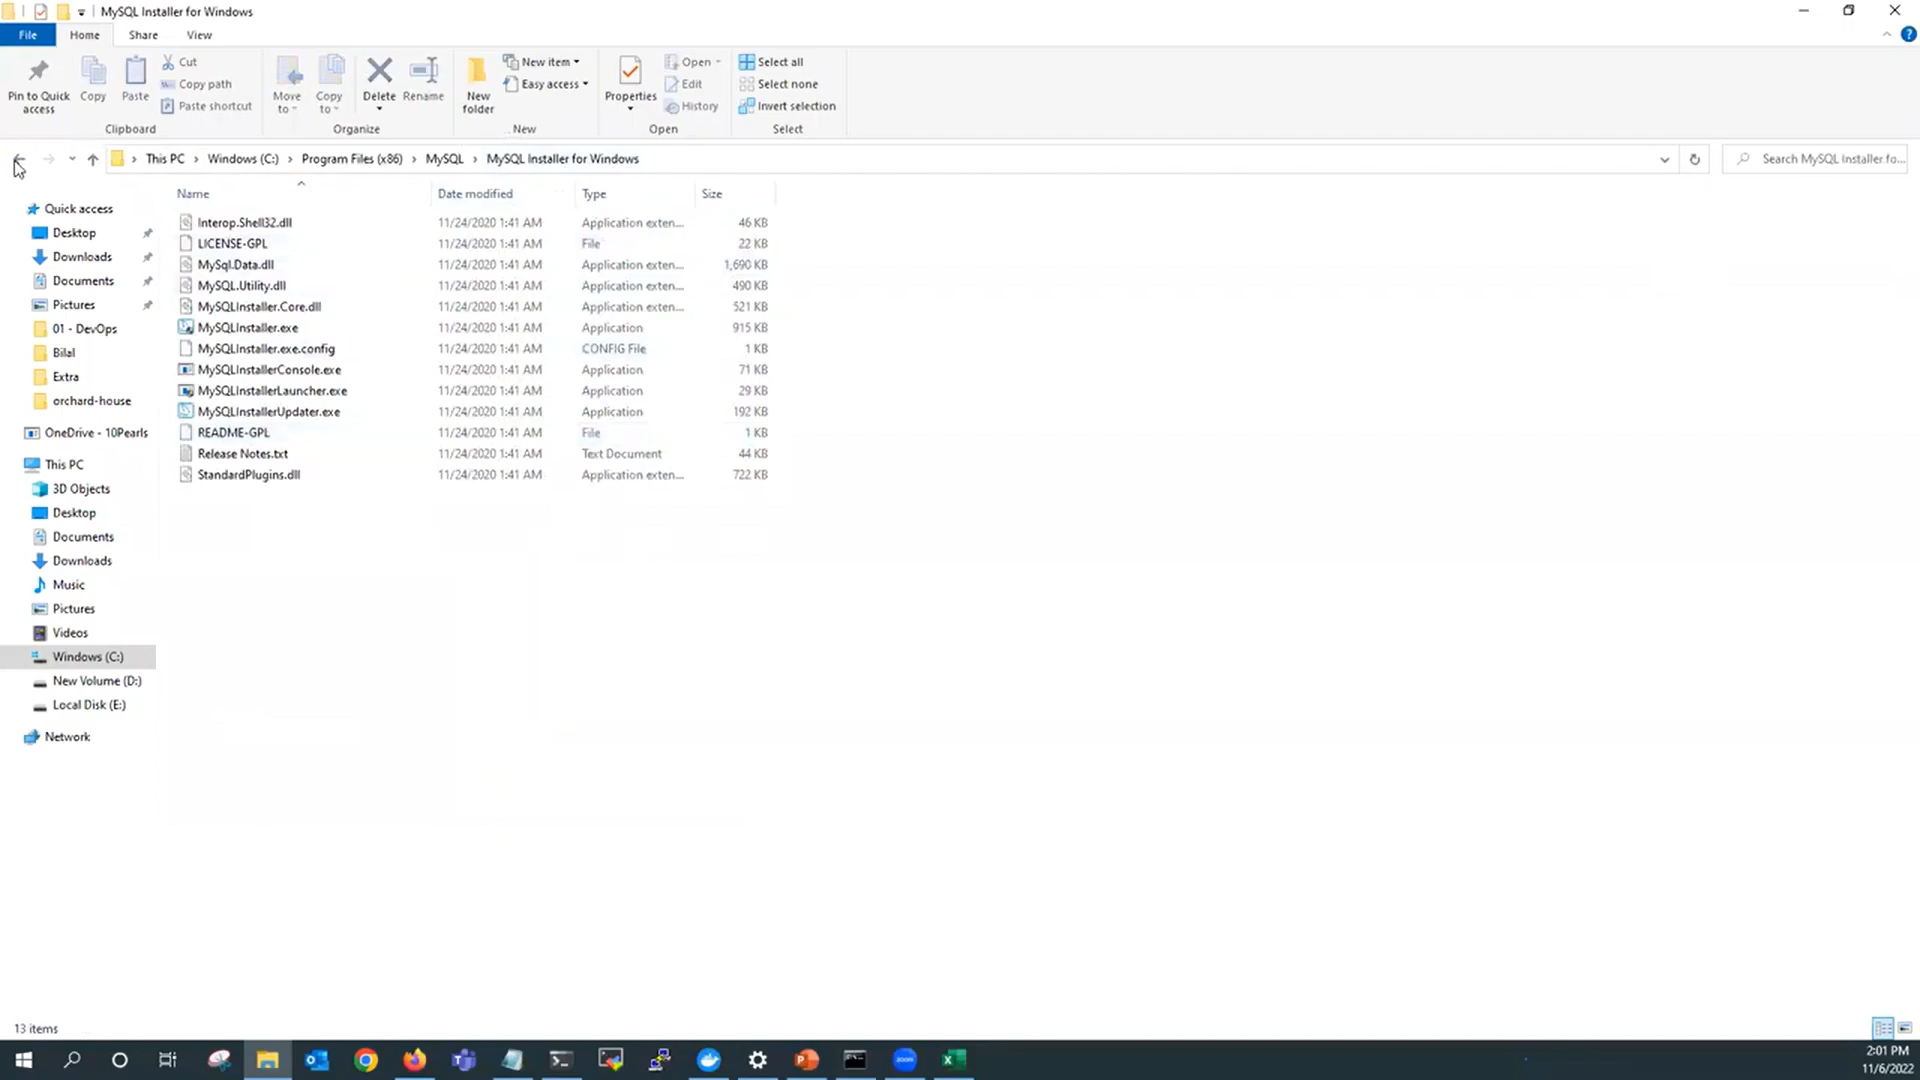 MySQL Installer for Windows
File Home Share View
Pin to Quick access
Copy
Paste
Cut
Copy path
Paste shortcut
Move to
Copy to
Delete
Rename
New folder
New item
Easy access
Properties
Open
Edit
History
Select all
Select none
Invert selection
Clipboard Organize New Open Select
This PC Windows (C:) Program Files (x86) MySQL MySQL Installer for Windows
Search MySQL Installer fo...
Quick access
Desktop
Downloads
Documents
Pictures
01 - DevOps
Bilal
Extra
orchard-house
OneDrive - 10Pearls
This PC
3D Objects
Desktop
Documents
Downloads
Music
Pictures
Videos
Windows (C:)
New Volume (D:)
Local Disk (E:)
Network
Name Date modified Type Size
Interop.Shell32.dll 11/24/2020 1:41 AM Application exten... 46 KB
LICENSE-GPL 11/24/2020 1:41 AM File 22 KB
MySql.Data.dll 11/24/2020 1:41 AM Application exten... 1,690 KB
MySQL.Utility.dll 11/24/2020 1:41 AM Application exten... 490 KB
MySQLInstaller.Core.dll 11/24/2020 1:41 AM Application exten... 521 KB
MySQLInstaller.exe 11/24/2020 1:41 AM Application 915 KB
MySQLInstaller.exe.config 11/24/2020 1:41 AM CONFIG File 1 KB
MySQLInstallerConsole.exe 11/24/2020 1:41 AM Application 71 KB
MySQLInstallerLauncher.exe 11/24/2020 1:41 AM Application 29 KB
MySQLInstallerUpdater.exe 11/24/2020 1:41 AM Application 192 KB
README-GPL 11/24/2020 1:41 AM File 1 KB
Release Notes.txt 11/24/2020 1:41 AM Text Document 44 KB
StandardPlugins.dll 11/24/2020 1:41 AM Application exten... 722 KB
13 items
zoom
2:01 PM
11/6/2022